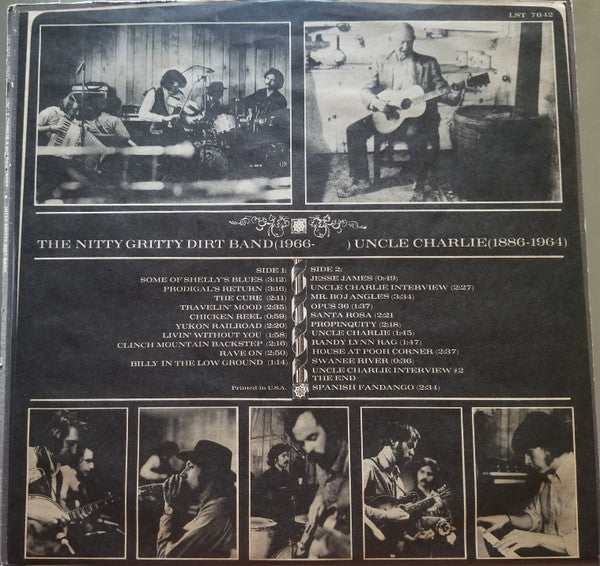 LST 7642
THE NITTY GRITTY DIRT BAND(1966- ) UNCLE CHARLIE(1886-1964)
SIDE 1:
SOME OF SHELLY'S BLUES (3:12)
PRODIGAL'S RETURN (3:16)
THE CURE (2:11)
TRAVELIN' MOOD (2:35)
CHICKEN REEL (0:59)
YUKON RAILROAD (2:20)
LIVIN' WITHOUT YOU (1:58)
CLINCH MOUNTAIN BACKSTEP (2:16)
RAVE ON (2:50)
BILLY IN THE LOW GROUND (1:14)
Printed in U.S.A.
SIDE 2:
JESSE JAMES (0:49)
UNCLE CHARLIE INTERVIEW (2:27)
MR. BOJANGLES (3:34)
OPUS 36 (1:37)
SANTA ROSA (2:21
PROPINQUITY (2:18)
UNCLE CHARLIE (1:45)
RANDY LYNN RAG (1:47)
HOUSE AT POOH CORNER (2:37)
SWANEE RIVER (0:36)
UNCLE CHARLIE INTERVIEW #2
THE END
SPANISH FANDANGO (2:34)